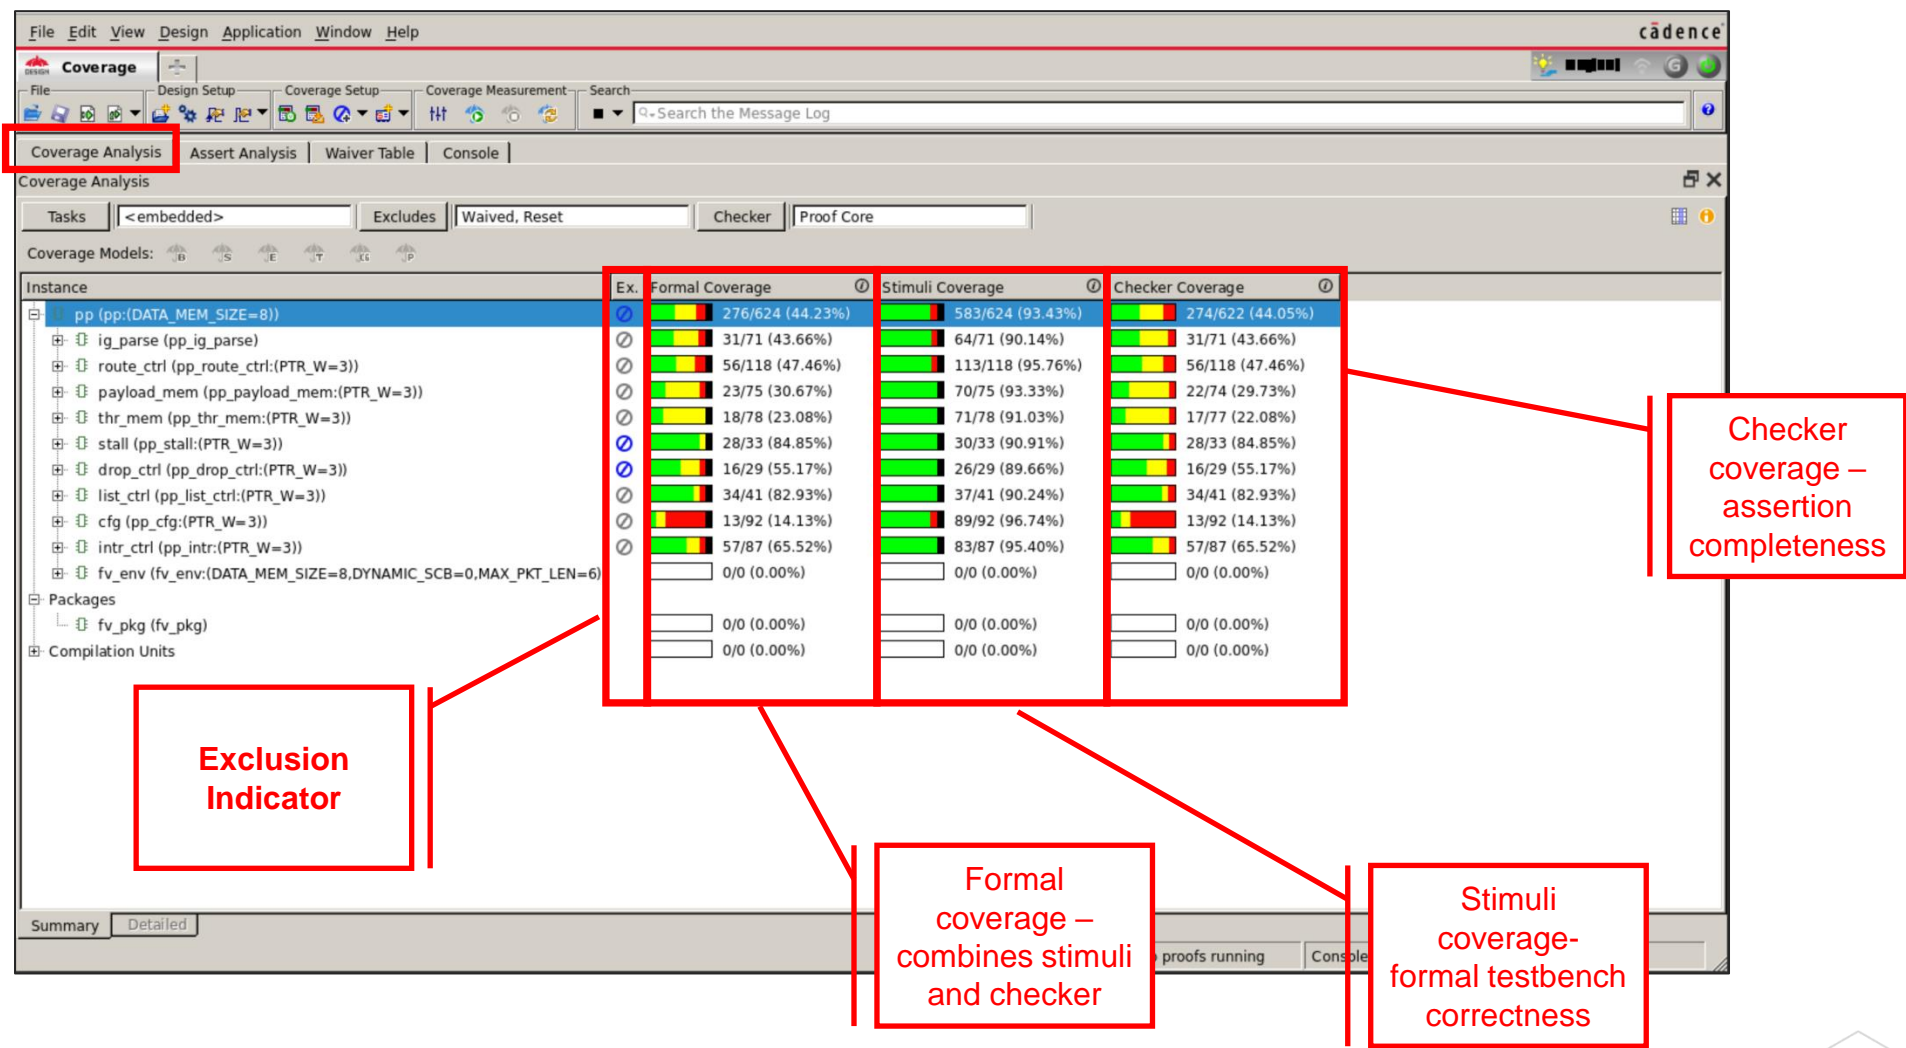 File Edit View Design Application Window Help
cādence
DESIGN Coverage
File Design Setup Coverage Setup Coverage Measurement Search
Search the Message Log
Coverage Analysis Assert Analysis Waiver Table Console
Coverage Analysis
Tasks <embedded> Excludes Waived, Reset Checker Proof Core
Coverage Models: B S E T CG P
Instance Ex. Formal Coverage Stimuli Coverage Checker Coverage
pp (pp:(DATA_MEM_SIZE=8)) 276/624 (44.23%) 583/624 (93.43%) 274/622 (44.05%)
ig_parse (pp_ig_parse) 31/71 (43.66%) 64/71 (90.14%) 31/71 (43.66%)
route_ctrl (pp_route_ctrl:(PTR_W=3)) 56/118 (47.46%) 113/118 (95.76%) 56/118 (47.46%)
payload_mem (pp_payload_mem:(PTR_W=3)) 23/75 (30.67%) 70/75 (93.33%) 22/74 (29.73%)
thr_mem (pp_thr_mem:(PTR_W=3)) 18/78 (23.08%) 71/78 (91.03%) 17/77 (22.08%)
stall (pp_stall:(PTR_W=3)) 28/33 (84.85%) 30/33 (90.91%) 28/33 (84.85%)
drop_ctrl (pp_drop_ctrl:(PTR_W=3)) 16/29 (55.17%) 26/29 (89.66%) 16/29 (55.17%)
list_ctrl (pp_list_ctrl:(PTR_W=3)) 34/41 (82.93%) 37/41 (90.24%) 34/41 (82.93%)
cfg (pp_cfg:(PTR_W=3)) 13/92 (14.13%) 89/92 (96.74%) 13/92 (14.13%)
intr_ctrl (pp_intr:(PTR_W=3)) 57/87 (65.52%) 83/87 (95.40%) 57/87 (65.52%)
fv_env (fv_env:(DATA_MEM_SIZE=8,DYNAMIC_SCB=0,MAX_PKT_LEN=6) 0/0 (0.00%) 0/0 (0.00%) 0/0 (0.00%)
Packages
fv_pkg (fv_pkg) 0/0 (0.00%) 0/0 (0.00%) 0/0 (0.00%)
Compilation Units 0/0 (0.00%) 0/0 (0.00%) 0/0 (0.00%)
Checker
coverage –
assertion
completeness
Exclusion
Indicator
Formal
coverage –
combines stimuli
and checker
Stimuli
coverage-
formal testbench
correctness
Summary Detailed
proofs running Console